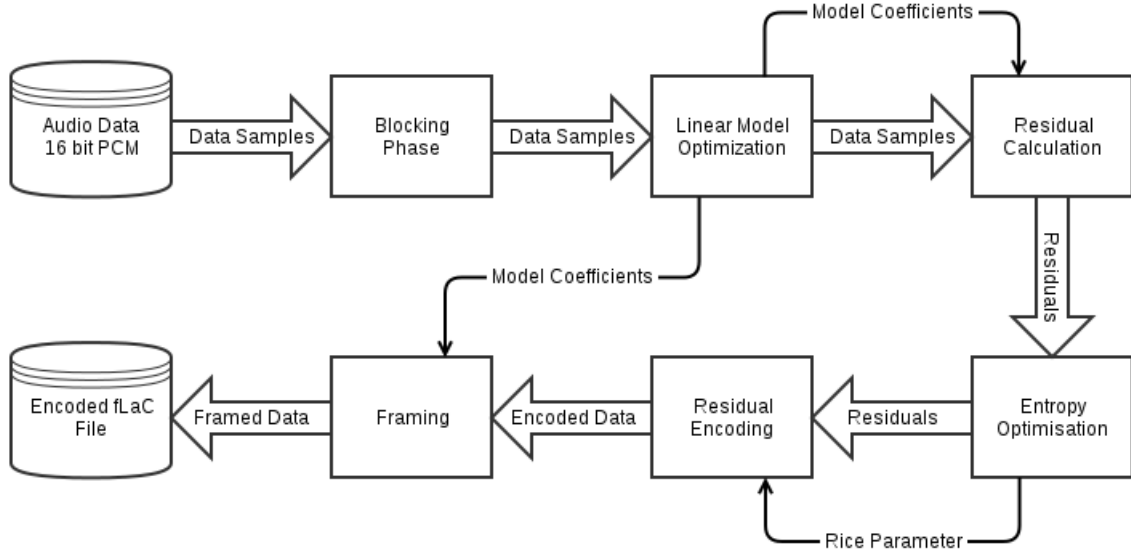 Model Coefficients
Audio Data
16 bit PCM
Data Samples
Blocking
Phase
Data Samples
Linear Model
Optimization
Data Samples
Residual
Calculation
Residuals
Model Coefficients
Encoded fLaC
File
Framed Data
Framing
Encoded Data
Residual
Encoding
Residuals
Entropy
Optimisation
Rice Parameter